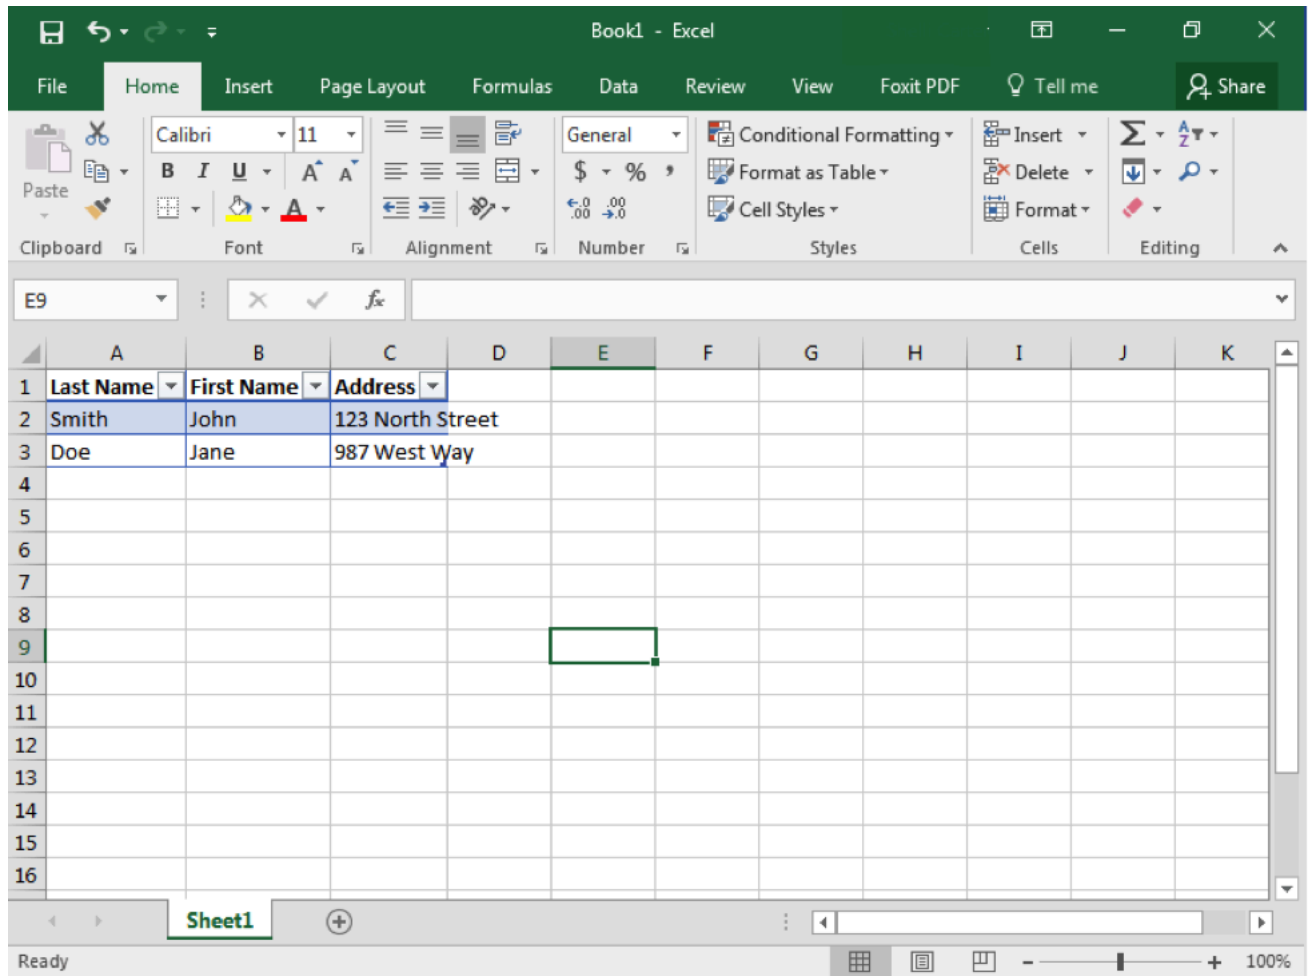 Book1 - Excel
File Home Insert Page Layout Formulas Data Review View Foxit PDF Tell me Share
Calibri 11 General Conditional Formatting Insert
Paste B I U A A $ % , Format as Table Delete
A .00 .00 Cell Styles Format
Clipboard Font Alignment Number Styles Cells Editing
E9 fx
A B C D E F G H I J K
1 Last Name First Name Address
2 Smith John 123 North Street
3 Doe Jane 987 West Way
4
5
6
7
8
9
10
11
12
13
14
15
16
Sheet1
Ready 100%